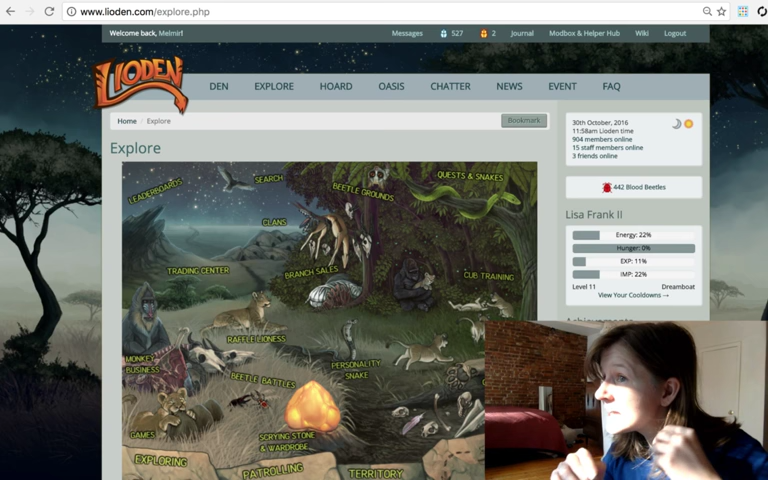 www.lioden.com/explore.php
Welcome back, Melmir!
Messages 527 2 Journal Modbox & Helper Hub Wiki Logout
LIODEN
DEN EXPLORE HOARD OASIS CHATTER NEWS EVENT FAQ
Home / Explore
Bookmark
Explore
30th October, 2016
11:58am Lioden time
904 members online
15 staff members online
3 friends online
442 Blood Beetles
Lisa Frank II
Energy: 22%
Hunger: 0%
EXP: 11%
IMP: 22%
Level 11 Dreamboat
View Your Cooldowns →
LEADERBOARDS
SEARCH
BEETLE GROUNDS
QUESTS & SNAKES
CLANS
TRADING CENTER
BRANCH SALES
CUB TRAINING
RAFFLE LIONESS
MONKEY
BUSINESS
PERSONALITY
SNAKE
BEETLE BATTLES
GAMES
SCRYING STONE
& WARDROBE
EXPLORING
PATROLLING
TERRITORY